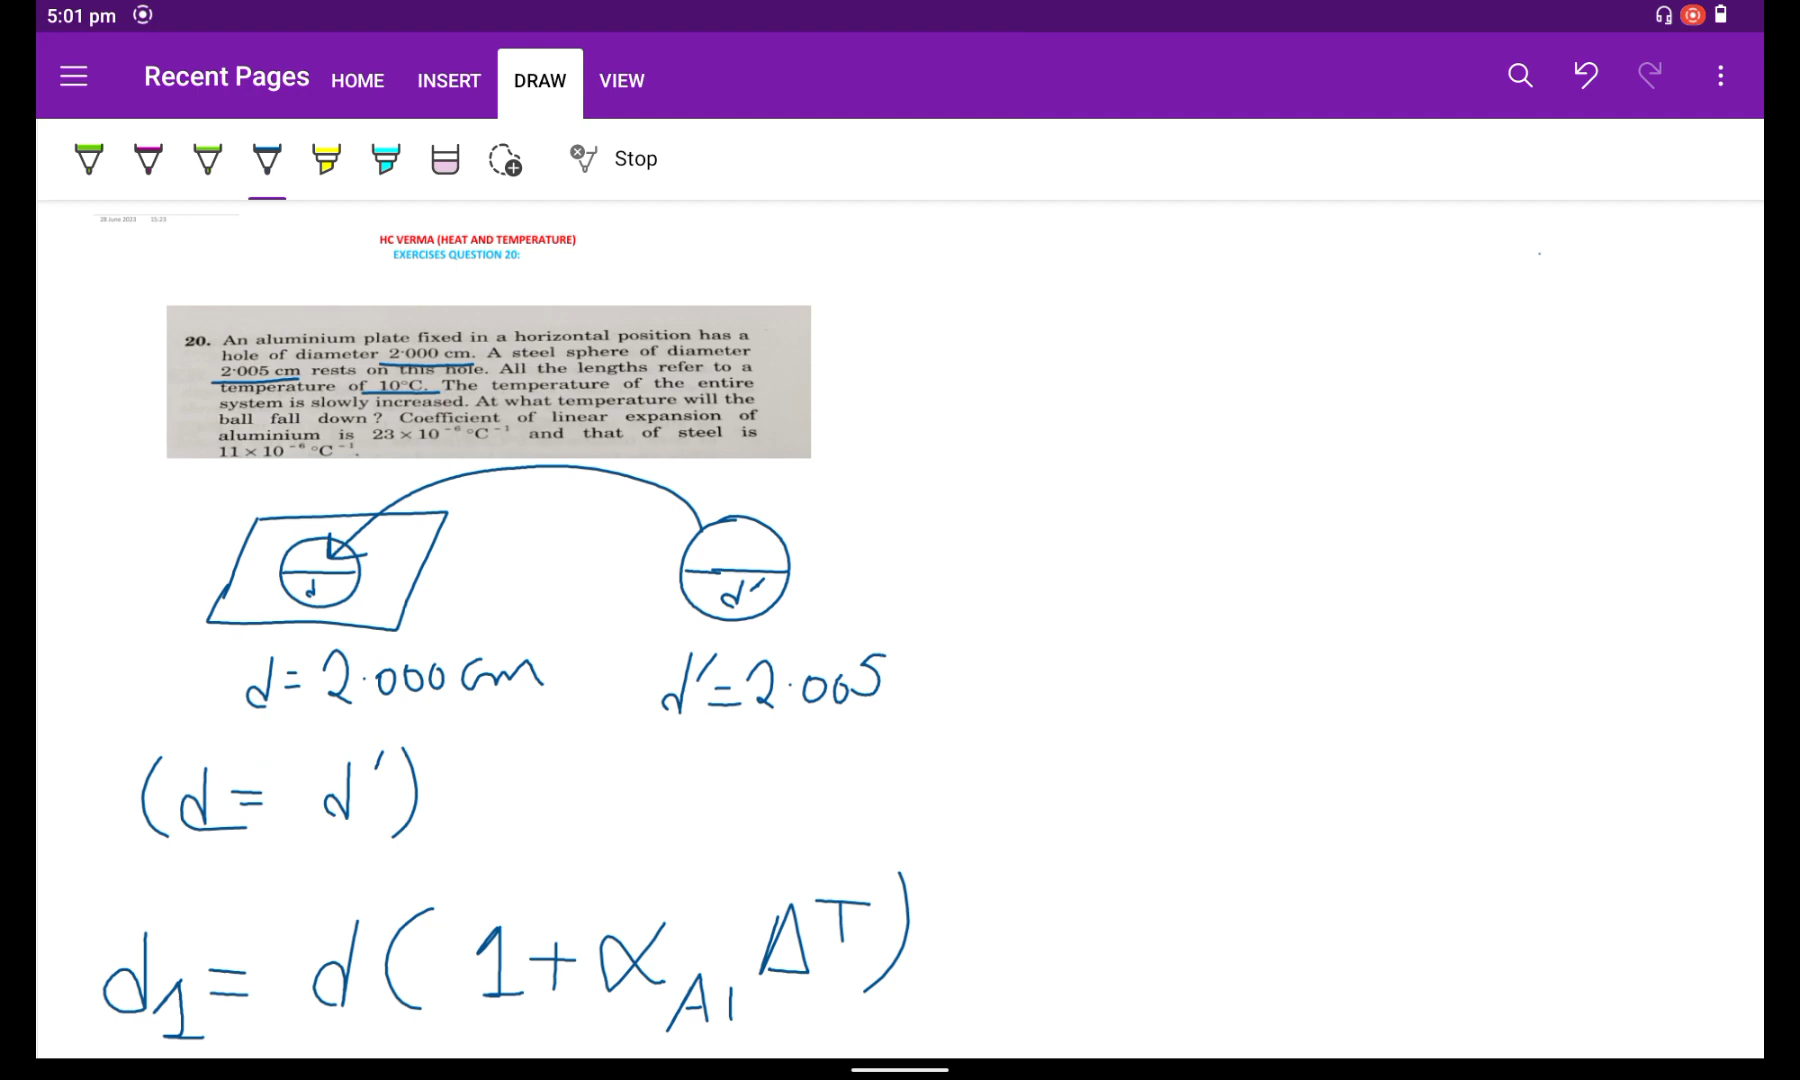 5:01 pm
Recent Pages HOME INSERT DRAW VIEW
Stop
28 June 2023 15:23
HC VERMA (HEAT AND TEMPERATURE)
EXERCISES QUESTION 20:
20. An aluminium plate fixed in a horizontal position has a
hole of diameter 2·000 cm. A steel sphere of diameter
2·005 cm rests on this hole. All the lengths refer to a
temperature of 10°C. The temperature of the entire
system is slowly increased. At what temperature will the
ball fall down ? Coefficient of linear expansion of
aluminium is 23 × 10⁻⁶ °C⁻¹ and that of steel is
11 × 10⁻⁶ °C⁻¹.
d
d'
d = 2.000 cm d' = 2.005
(d = d')
d₁ = d(1 + α_Al ΔT)